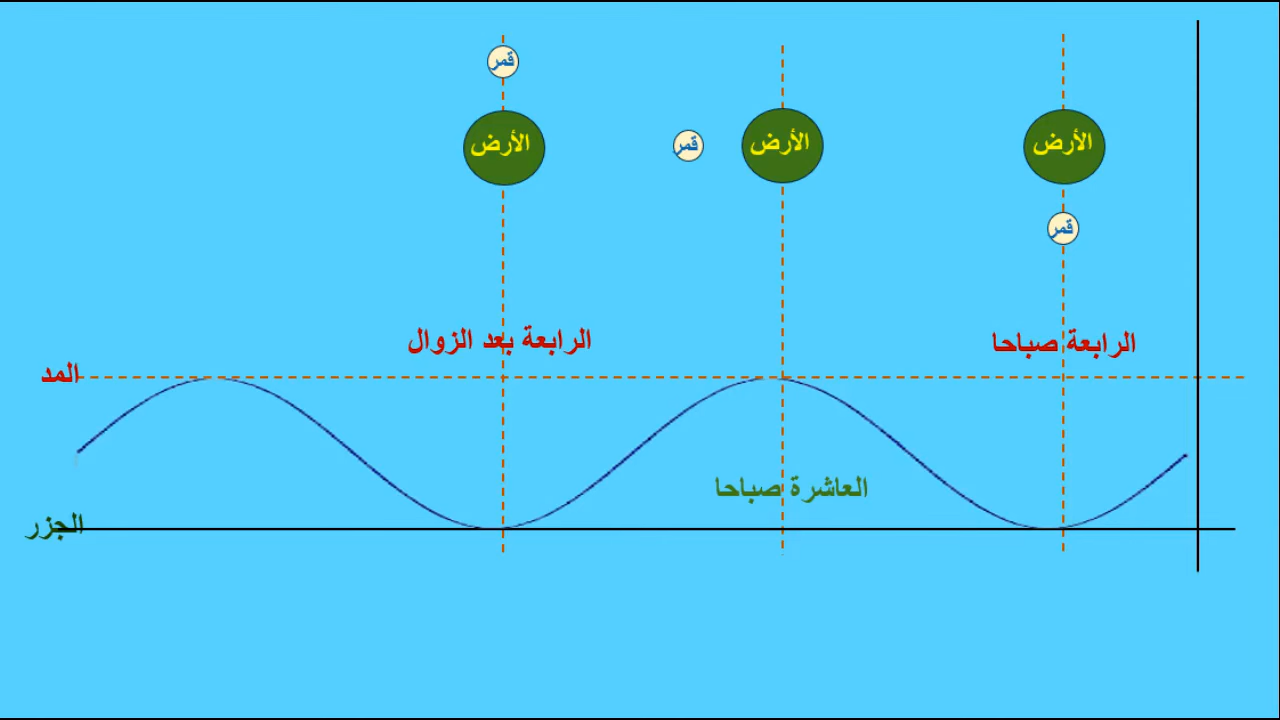 قمر
الأرض
الأرض
قمر
الأرض
قمر
الرابعة صباحا
الرابعة بعد الزوال
المد
العاشرة صباحا
الجزر